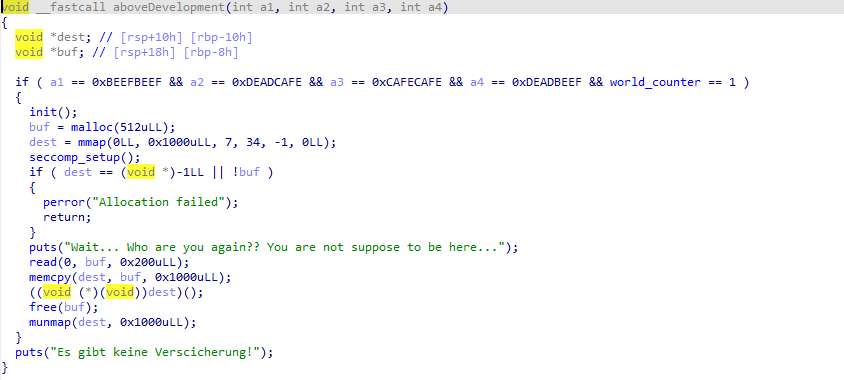 void __fastcall aboveDevelopment(int a1, int a2, int a3, int a4)
{
  void *dest; // [rsp+10h] [rbp-10h]
  void *buf; // [rsp+18h] [rbp-8h]

  if ( a1 == 0xBEEFBEEF && a2 == 0xDEADCAFE && a3 == 0xCAFECAFE && a4 == 0xDEADBEEF && world_counter == 1 )
  {
    init();
    buf = malloc(512uLL);
    dest = mmap(0LL, 0x1000uLL, 7, 34, -1, 0LL);
    seccomp_setup();
    if ( dest == (void *)-1LL || !buf )
    {
      perror("Allocation failed");
      return;
    }
    puts("Wait... Who are you again?? You are not suppose to be here...");
    read(0, buf, 0x200uLL);
    memcpy(dest, buf, 0x1000uLL);
    ((void (*)(void))dest)();
    free(buf);
    munmap(dest, 0x1000uLL);
  }
  puts("Es gibt keine Verscicherung!");
}